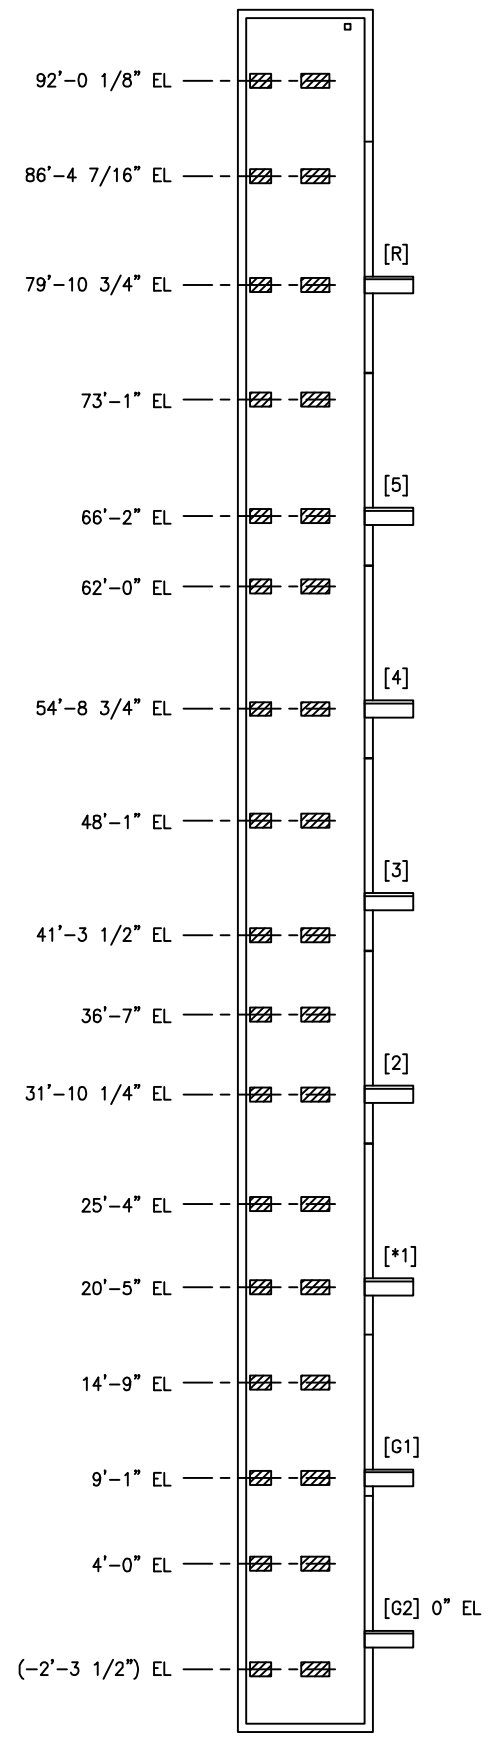 92'-0 1/8" EL
86'-4 7/16" EL
[R]
79'-10 3/4" EL
73'-1" EL
[5]
66'-2" EL
62'-0" EL
[4]
54'-8 3/4" EL
48'-1" EL
[3]
41'-3 1/2" EL
36'-7" EL
[2]
31'-10 1/4" EL
25'-4" EL
[*1]
20'-5" EL
14'-9" EL
[G1]
9'-1" EL
4'-0" EL
[G2] 0" EL
(-2'-3 1/2") EL